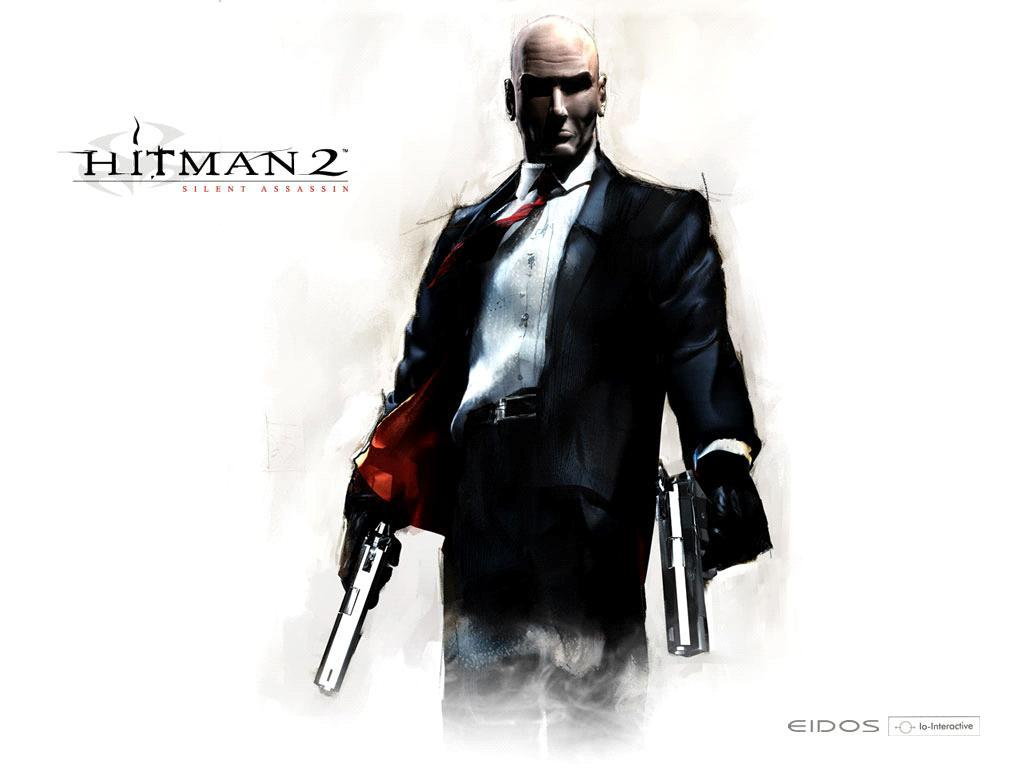 HITMAN 2™
SILENT ASSASSIN
EIDOS Io-Interactive